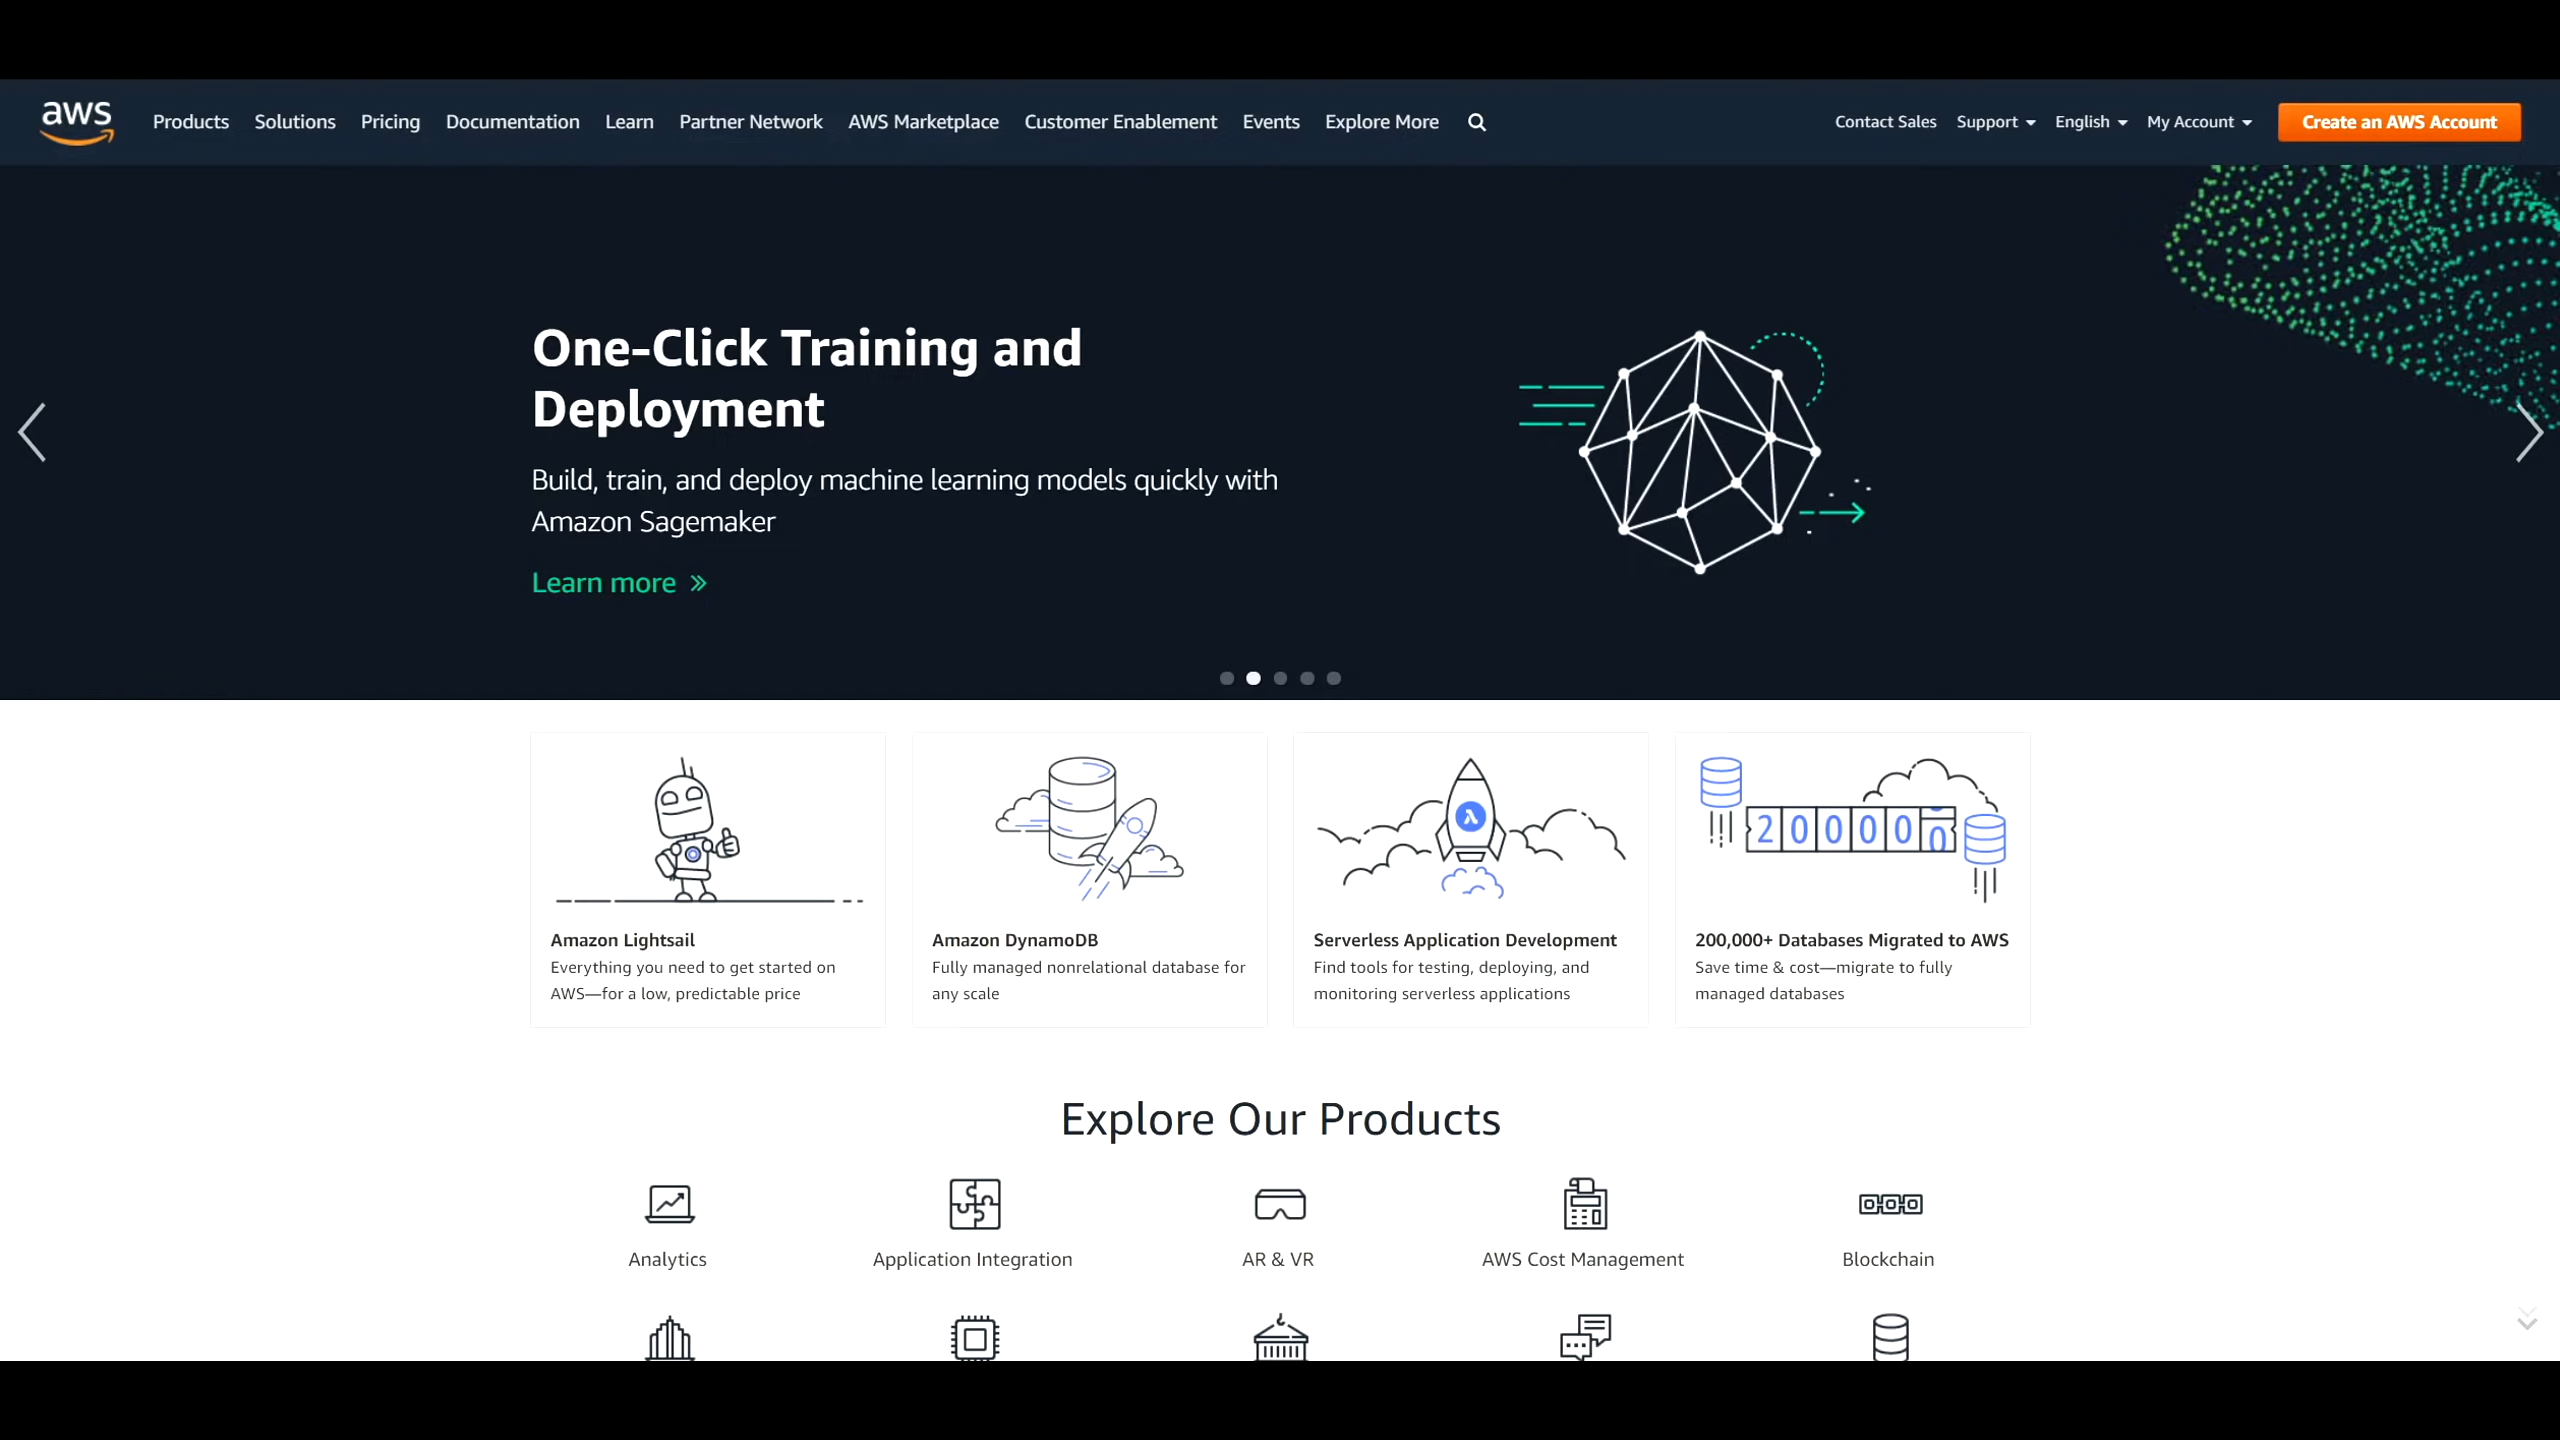 aws
Products Solutions Pricing Documentation Learn Partner Network AWS Marketplace Customer Enablement Events Explore More Contact Sales Support English My Account Create an AWS Account
One-Click Training and
Deployment
Build, train, and deploy machine learning models quickly with
Amazon Sagemaker
Learn more »
200000
Amazon Lightsail
Everything you need to get started on
AWS—for a low, predictable price
Amazon DynamoDB
Fully managed nonrelational database for
any scale
Serverless Application Development
Find tools for testing, deploying, and
monitoring serverless applications
200,000+ Databases Migrated to AWS
Save time & cost—migrate to fully
managed databases
Explore Our Products
Analytics
Application Integration
AR & VR
AWS Cost Management
Blockchain